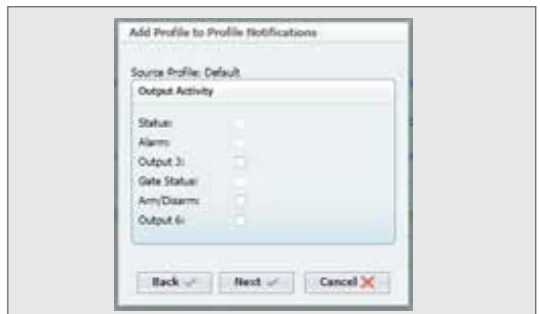 Add Profile to Profile Notifications
Source Profile: Default
Output Activity
Status:
Alarm:
Output 3:
Gate Status:
Arm/Disarm:
Output 6:
Back Next Cancel